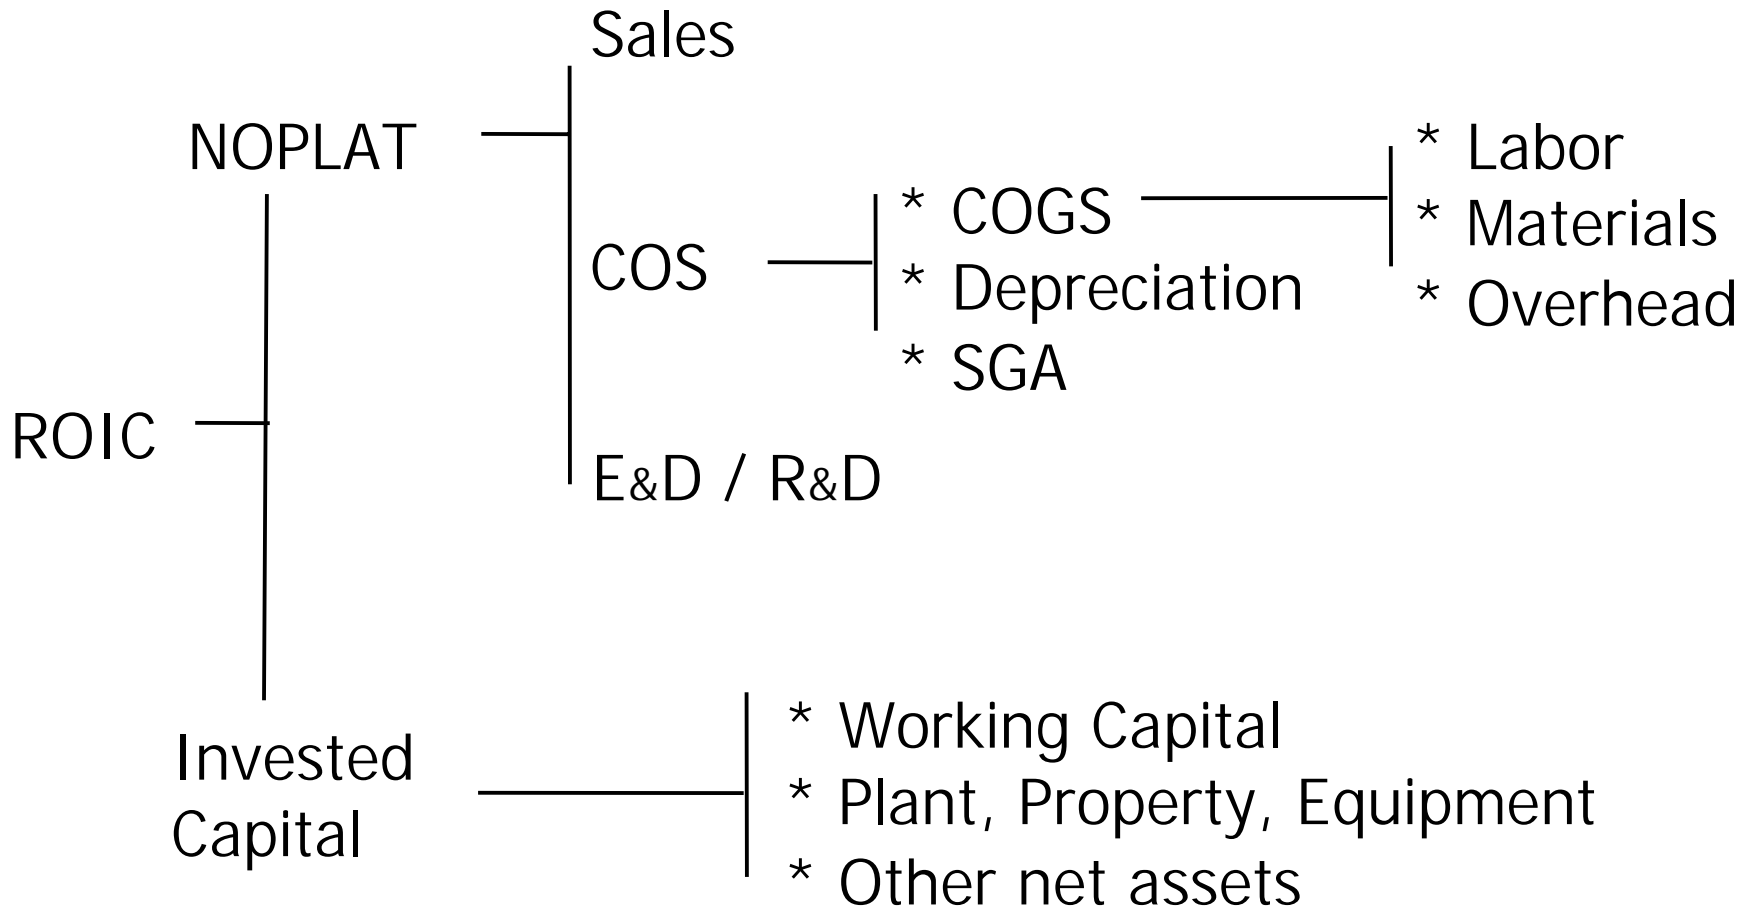 Sales
NOPLAT
* Labor
* Materials
* Overhead
* COGS
COS
* Depreciation
* SGA
ROIC
E&D / R&D
Invested
Capital
* Working Capital
* Plant, Property, Equipment
* Other net assets